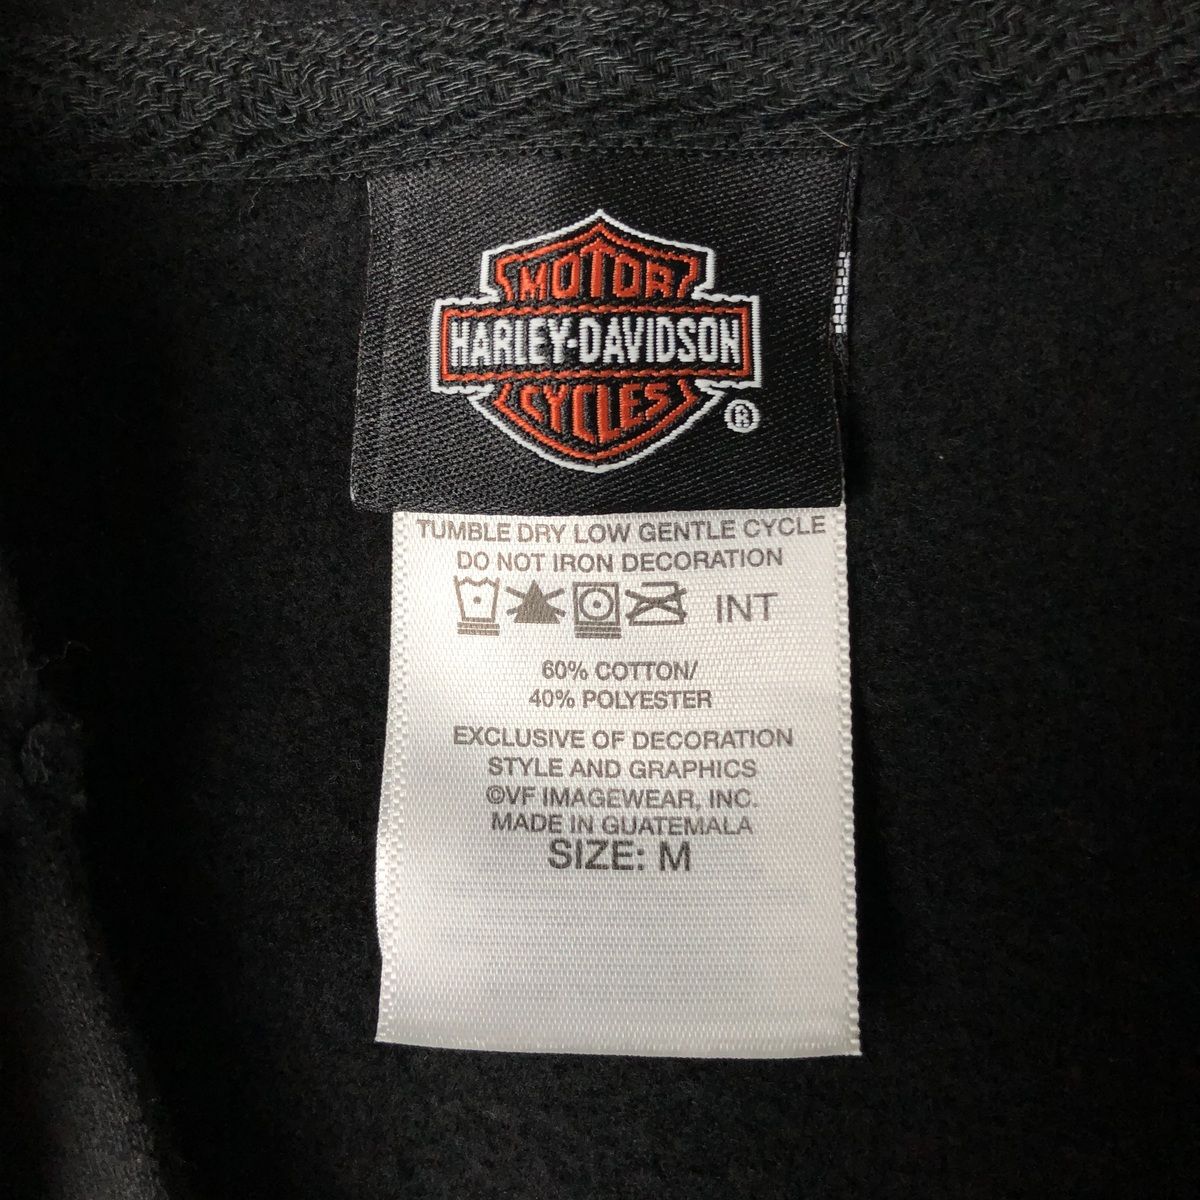 MOTOR
HARLEY-DAVIDSON
CYCLES
®
TUMBLE DRY LOW GENTLE CYCLE
DO NOT IRON DECORATION
INT
60% COTTON/
40% POLYESTER
EXCLUSIVE OF DECORATION
STYLE AND GRAPHICS
©VF IMAGEWEAR, INC.
MADE IN GUATEMALA
SIZE: M